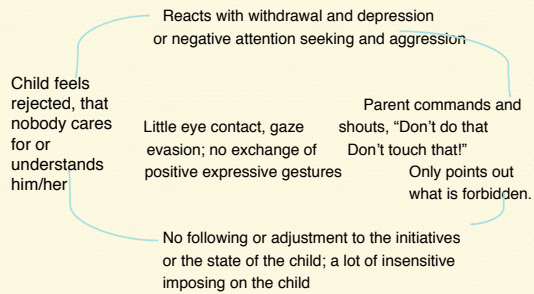 Reacts with withdrawal and depression
or negative attention seeking and aggression
Child feels
rejected, that
nobody cares
for or
understands
him/her
Little eye contact, gaze
evasion; no exchange of
positive expressive gestures
Parent commands and
shouts, “Don’t do that
Don’t touch that!”
Only points out
what is forbidden.
No following or adjustment to the initiatives
or the state of the child; a lot of insensitive
imposing on the child